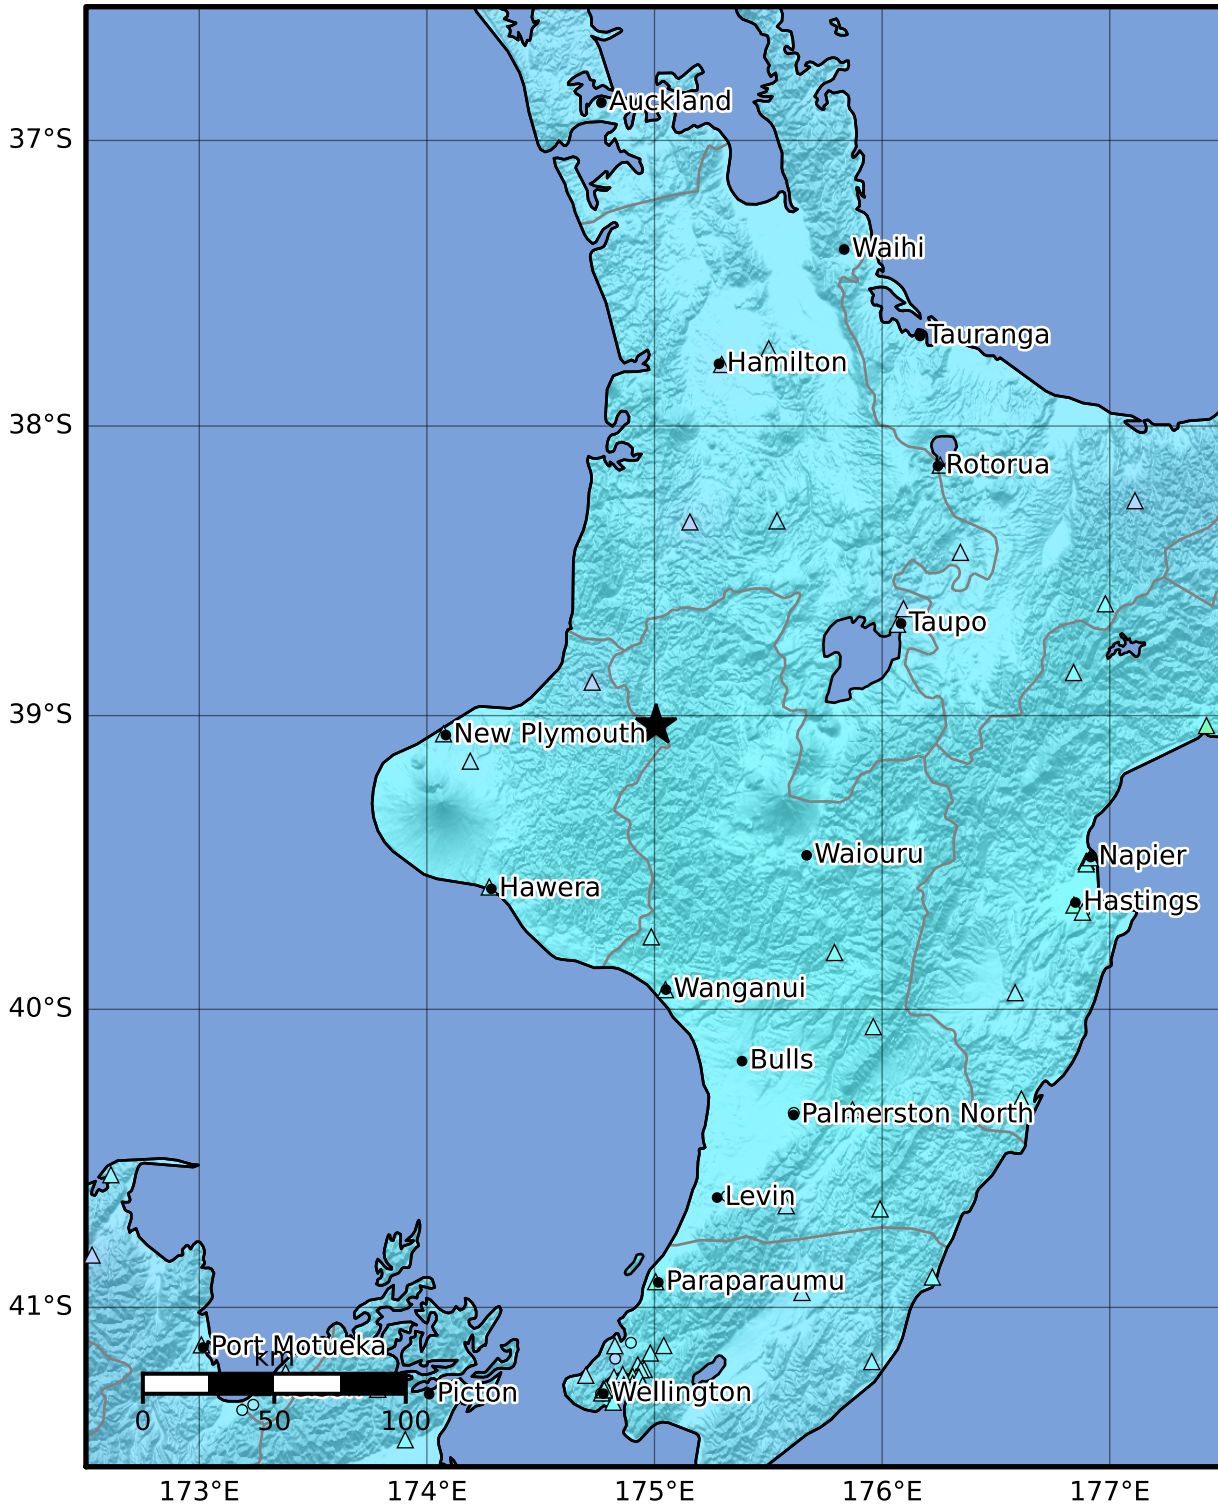 Auckland
37°S
Waihi
Tauranga
Hamilton
38°S
Rotorua
Taupo
39°S
New Plymouth
Waiouru
Napier
Hawera
Hastings
Wanganui
40°S
Bulls
Palmerston North
Levin
Paraparaumu
41°S
Port Motueka
km
Picton
Wellington
0
50
100
173°E
174°E
175°E
176°E
177°E